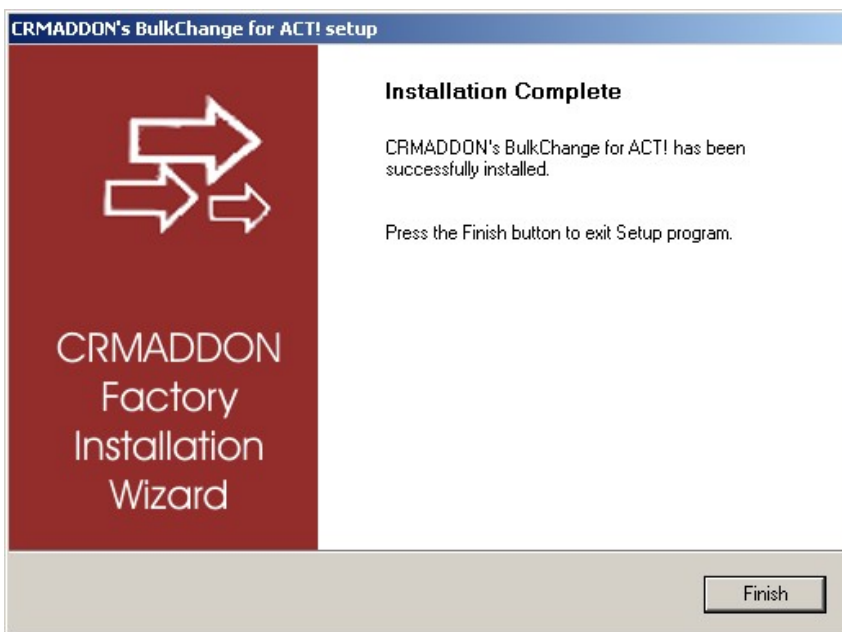 CRMADDON's BulkChange for ACT! setup
Installation Complete
CRMADDON's BulkChange for ACT! has been
successfully installed.
Press the Finish button to exit Setup program.
CRMADDON
Factory
Installation
Wizard
Finish